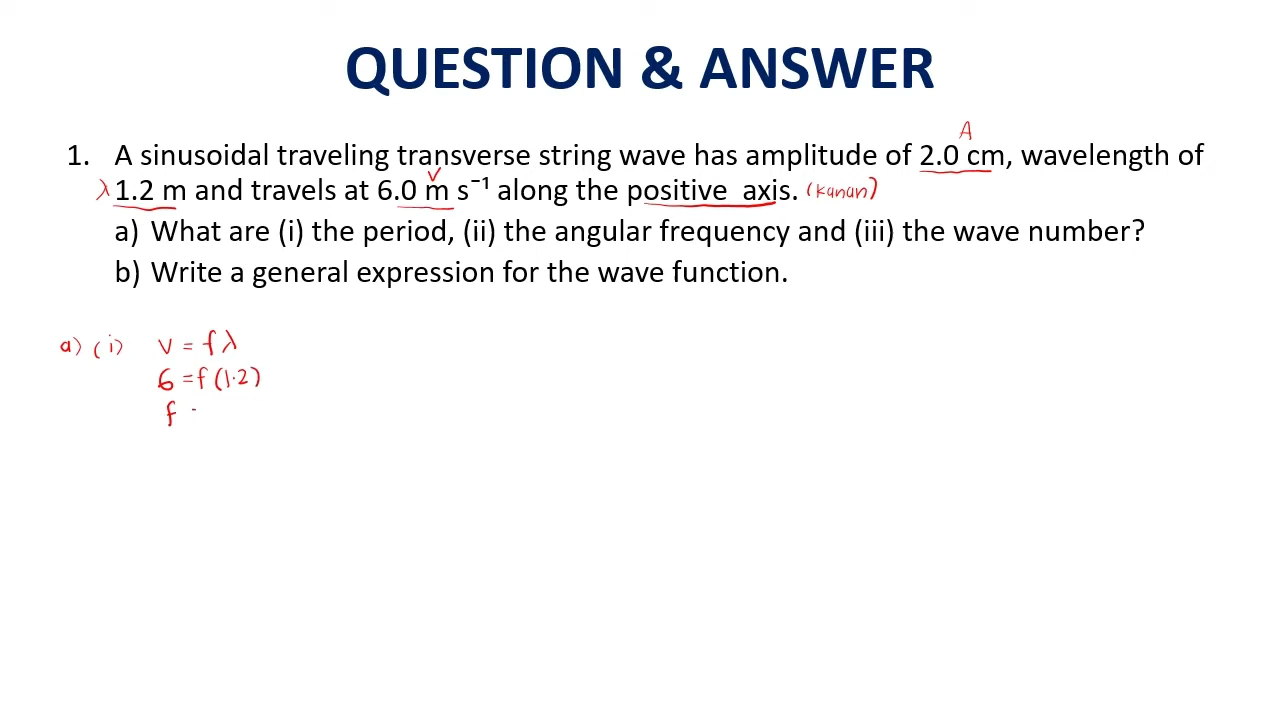 QUESTION & ANSWER
A
1. A sinusoidal traveling transverse string wave has amplitude of 2.0 cm, wavelength of
v
λ 1.2 m and travels at 6.0 m s⁻¹ along the positive axis. (kanan)
a) What are (i) the period, (ii) the angular frequency and (iii) the wave number?
b) Write a general expression for the wave function.
a) (i) v = fλ
6 = f (1.2)
f -